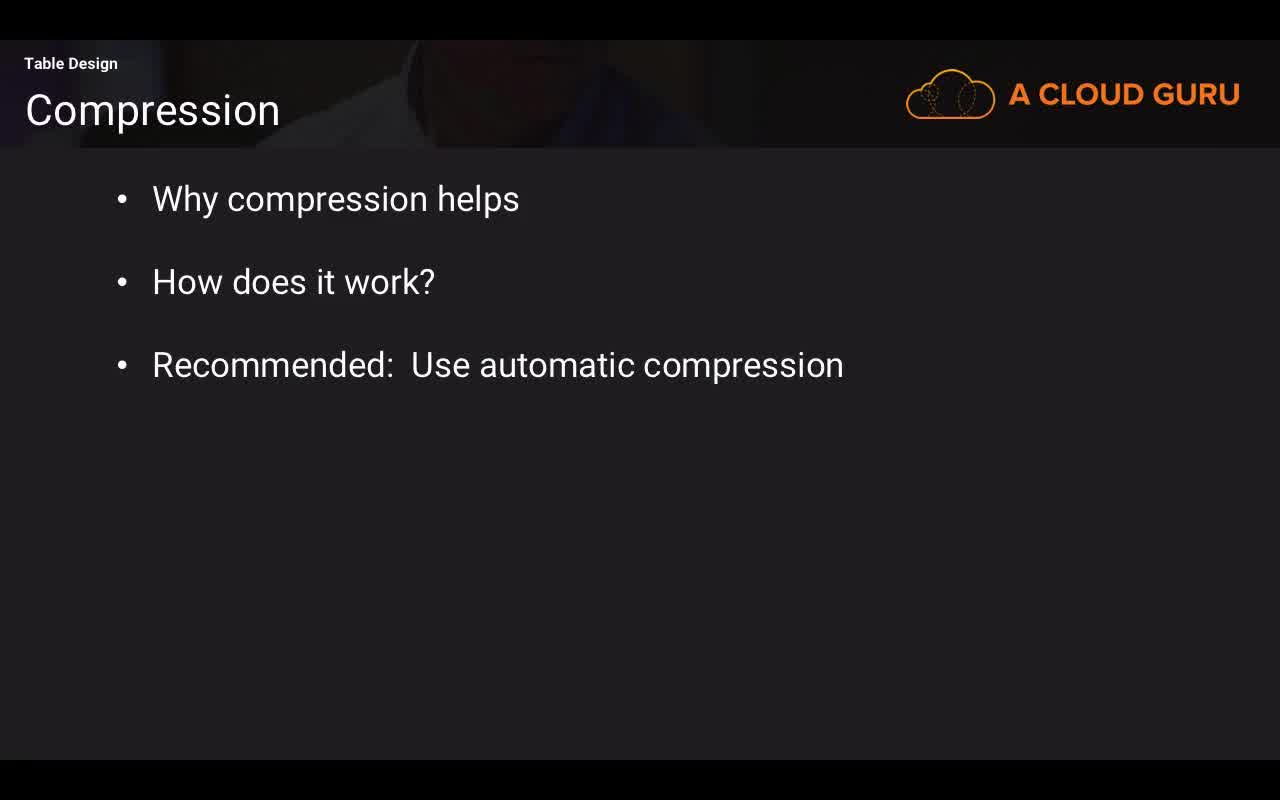 Table Design
Compression
A CLOUD GURU
• Why compression helps
• How does it work?
• Recommended:  Use automatic compression